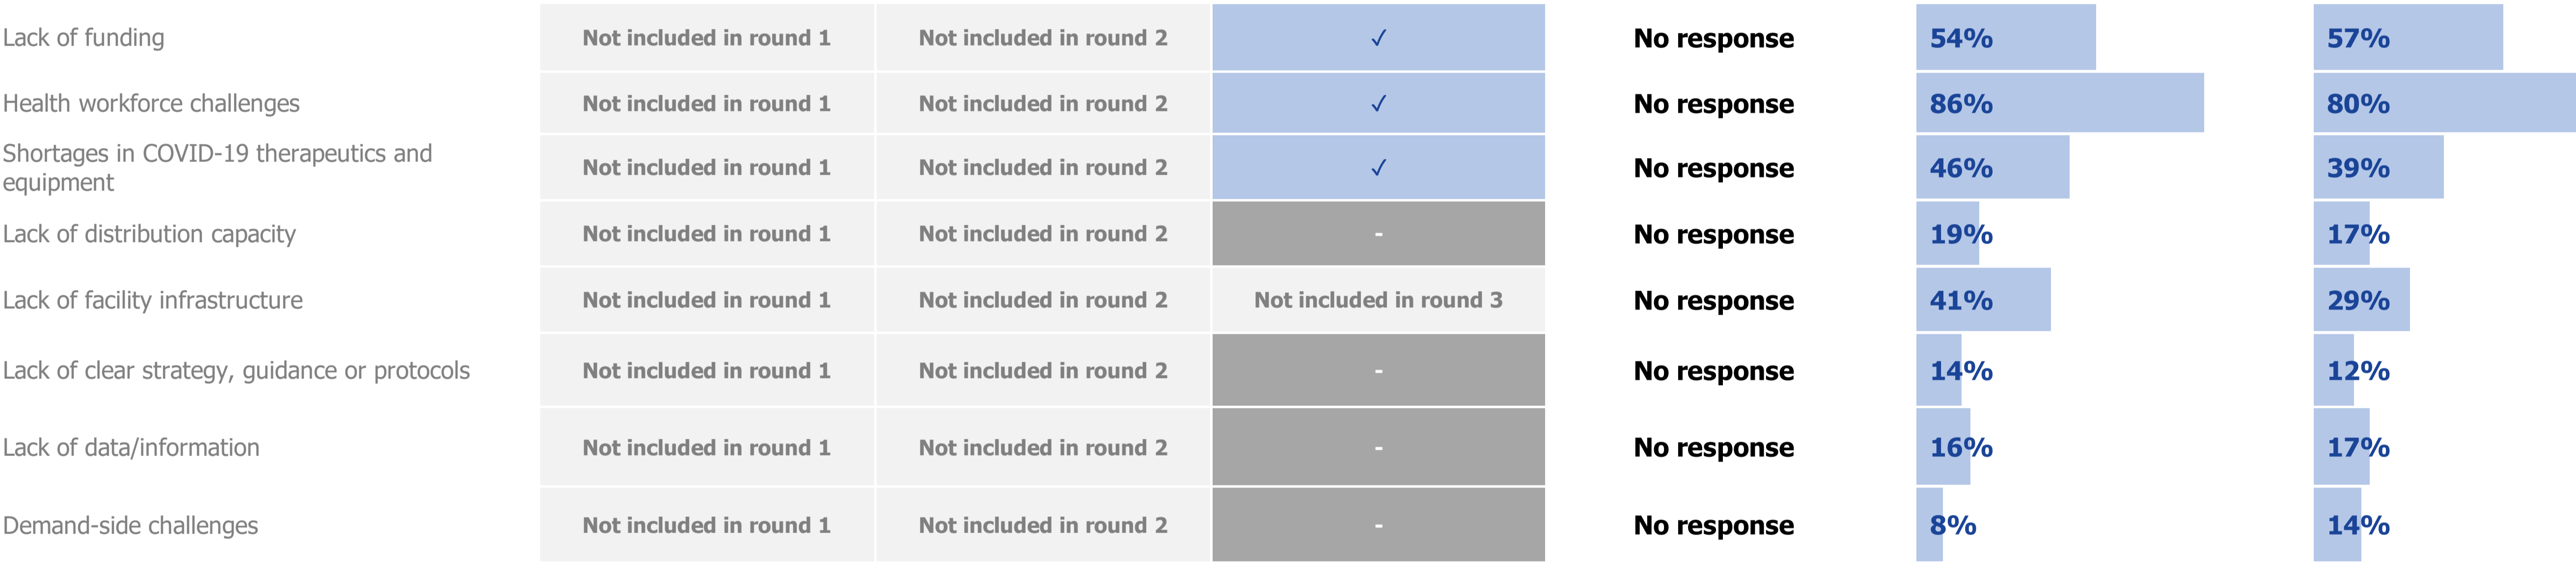 Lack of funding Not included in round 1 Not included in round 2 ✓ No response 54% 57%
Health workforce challenges Not included in round 1 Not included in round 2 ✓ No response 86% 80%
Shortages in COVID-19 therapeutics and
equipment Not included in round 1 Not included in round 2 ✓ No response 46% 39%
Lack of distribution capacity Not included in round 1 Not included in round 2 - No response 19% 17%
Lack of facility infrastructure Not included in round 1 Not included in round 2 Not included in round 3 No response 41% 29%
Lack of clear strategy, guidance or protocols Not included in round 1 Not included in round 2 - No response 14% 12%
Lack of data/information Not included in round 1 Not included in round 2 - No response 16% 17%
Demand-side challenges Not included in round 1 Not included in round 2 - No response 8% 14%